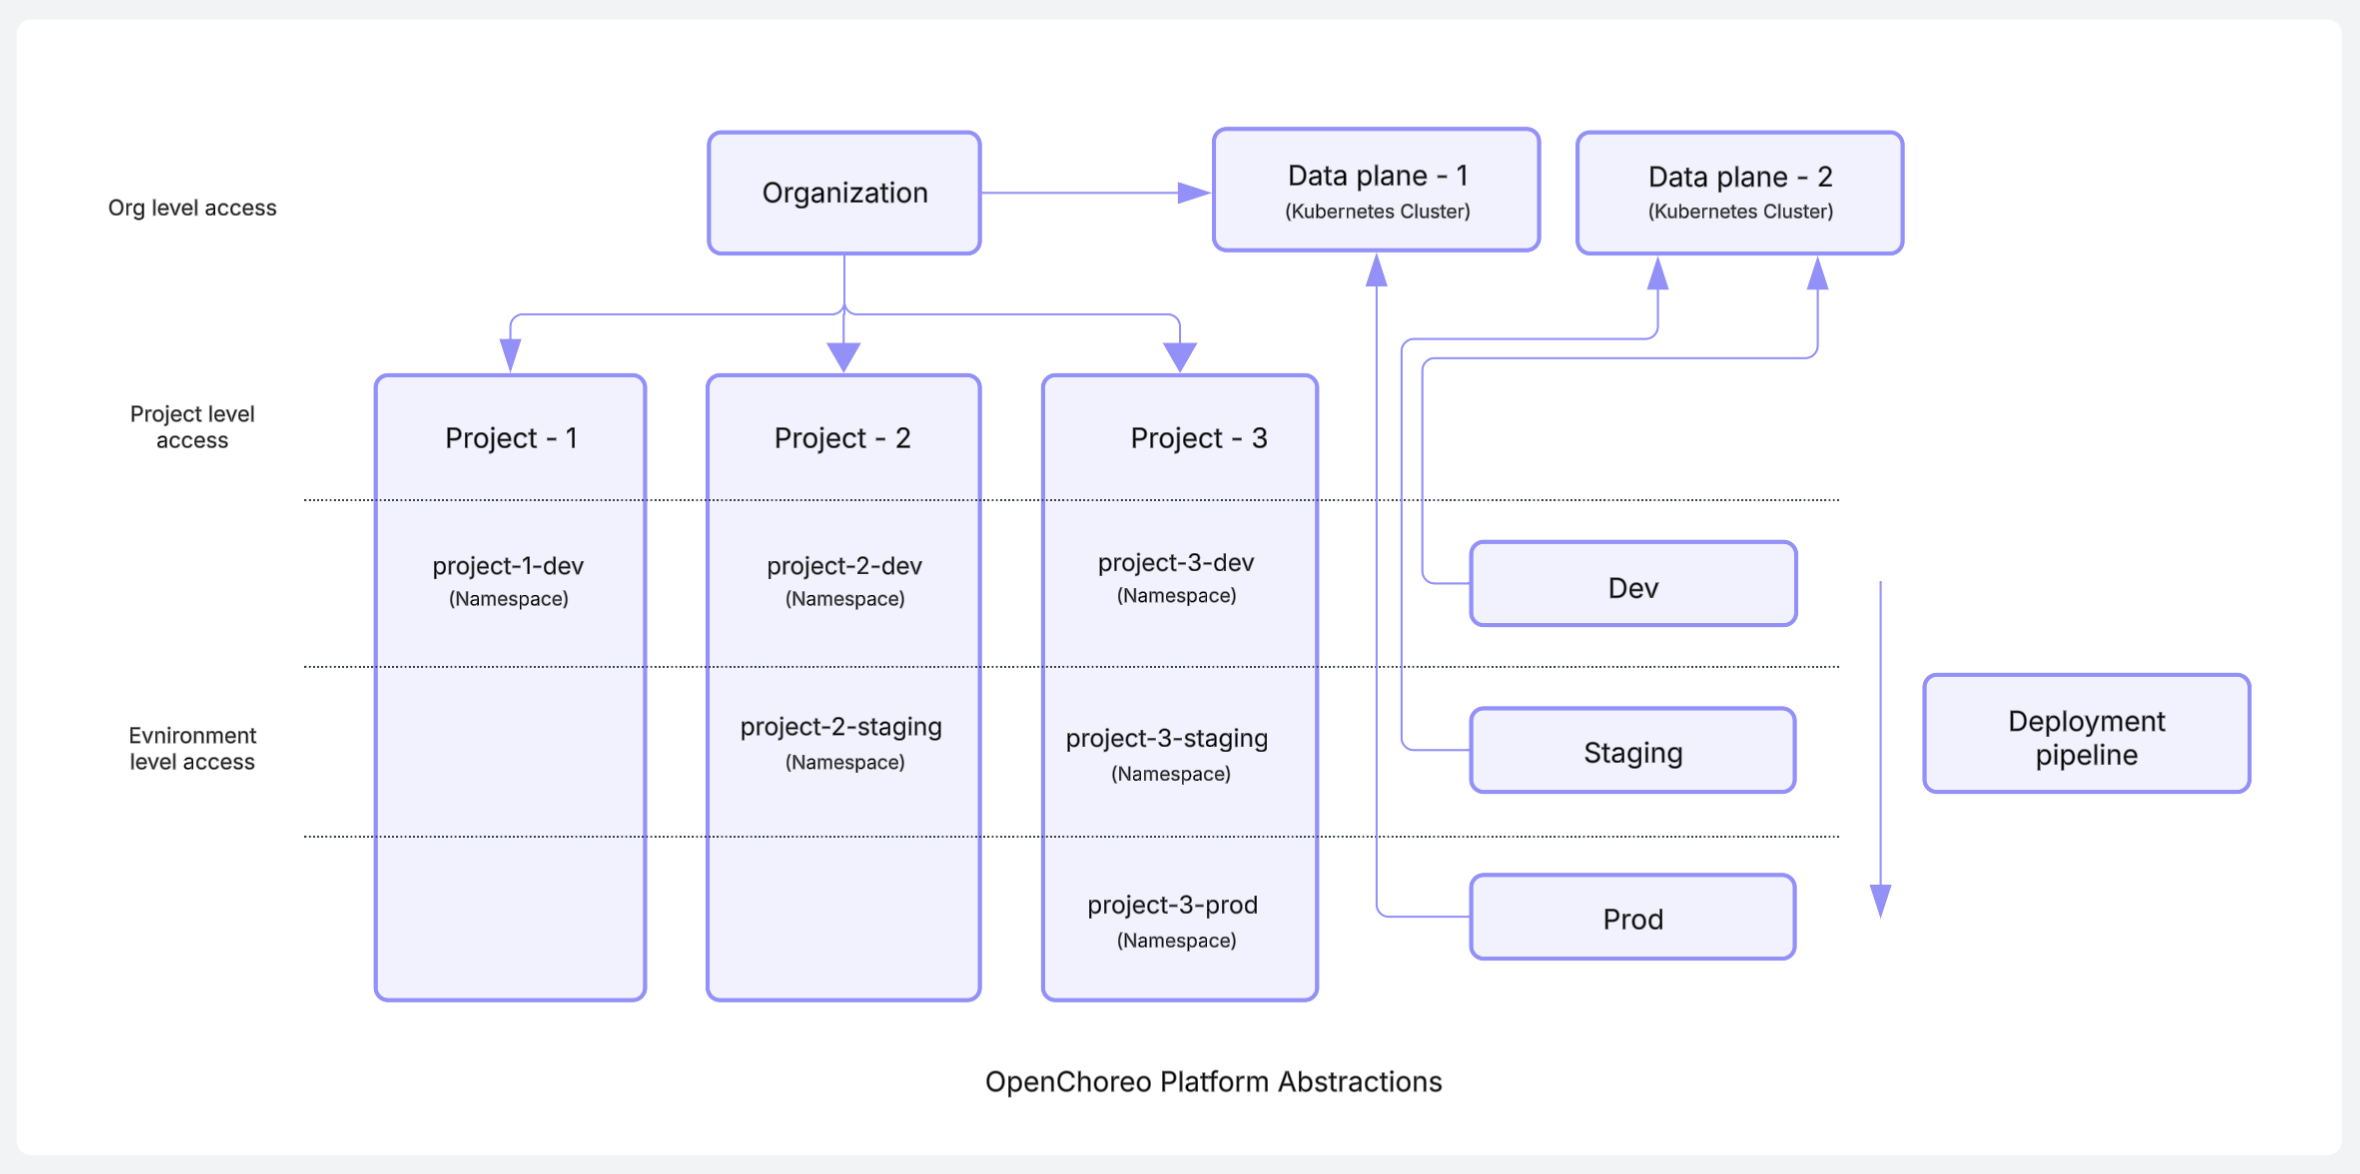 Org level access
Organization
Data plane - 1
(Kubernetes Cluster)
Data plane - 2
(Kubernetes Cluster)
Project level
access
Project - 1
Project - 2
Project - 3
project-1-dev
(Namespace)
project-2-dev
(Namespace)
project-3-dev
(Namespace)
Dev
Evnironment
level access
project-2-staging
(Namespace)
project-3-staging
(Namespace)
Staging
Deployment
pipeline
project-3-prod
(Namespace)
Prod
OpenChoreo Platform Abstractions